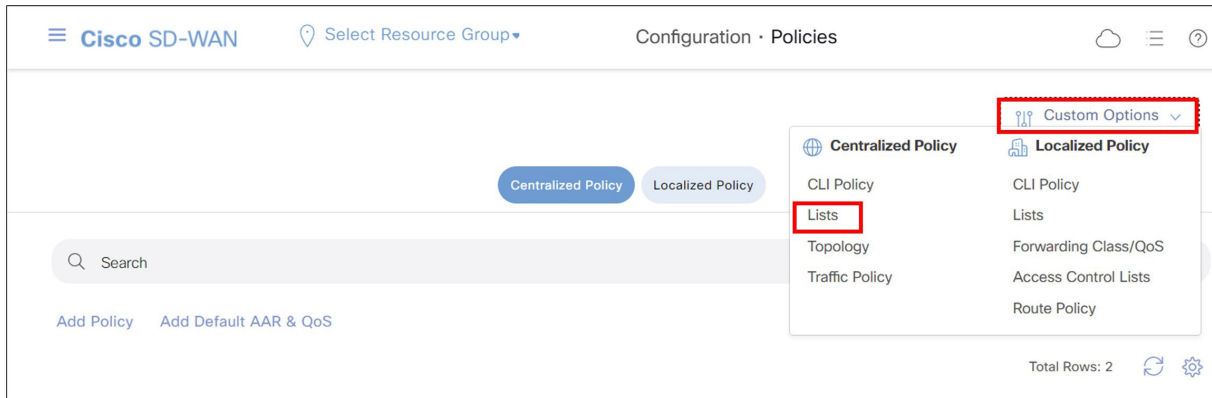 Cisco SD-WAN
Select Resource Group
Configuration · Policies
Custom Options
Centralized Policy
Localized Policy
CLI Policy
CLI Policy
Lists
Lists
Topology
Forwarding Class/QoS
Traffic Policy
Access Control Lists
Route Policy
Centralized Policy
Localized Policy
Search
Add Policy
Add Default AAR & QoS
Total Rows: 2